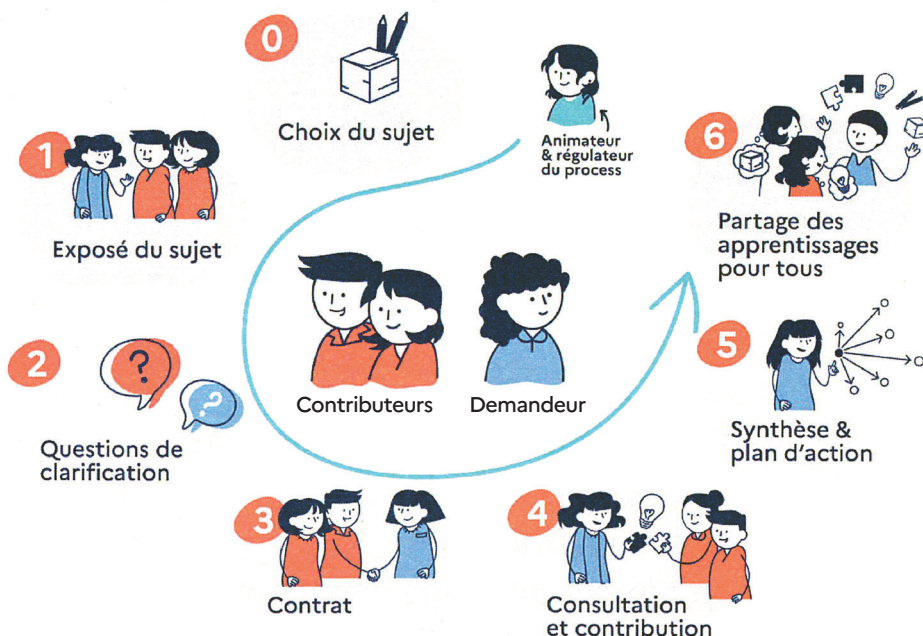 0
Choix du sujet
Animateur
& régulateur
du process
1
Exposé du sujet
2
?
?
Questions de
clarification
Contributeurs
Demandeur
3
Contrat
4
Consultation
et contribution
5
Synthèse &
plan d'action
6
Partage des
apprentissages
pour tous